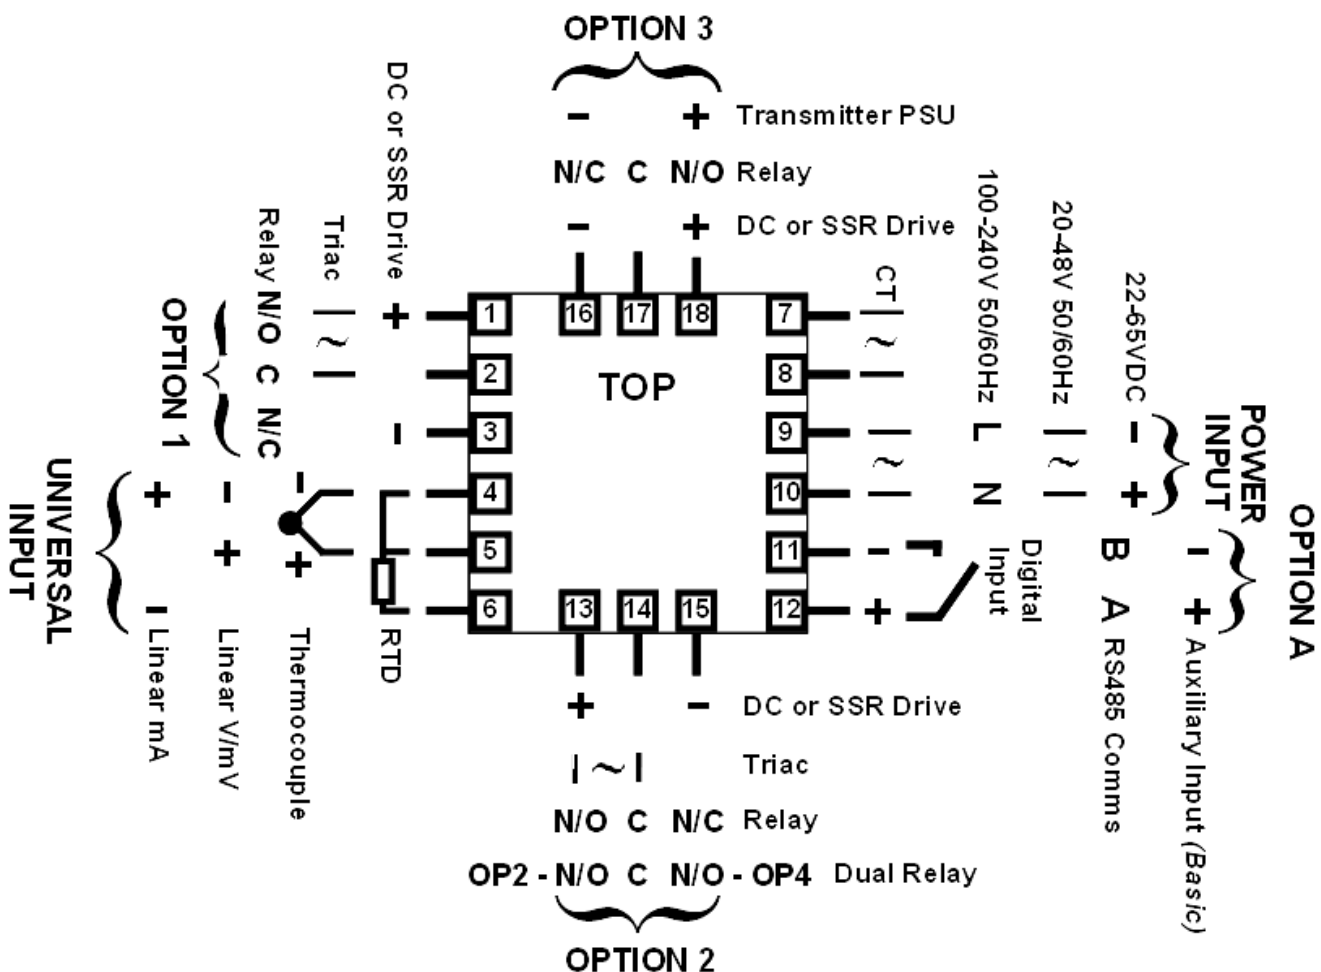 OPTION 3
- + Transmitter PSU
N/C C N/O Relay
- + DC or SSR Drive
DC or SSR Drive
+
-
Triac
~
Relay N/O C N/C
OPTION 1
UNIVERSAL
INPUT
+ - Linear mA
- + Linear V/mV
- + Thermocouple
RTD
1
2
3
4
5
6
16 17 18
TOP
13 14 15
7
8
9
10
11
12
CT
~
~
100-240V 50/60Hz
L N
20-48V 50/60Hz
~
22-65VDC
- +
POWER
INPUT
OPTION A
- +
Digital
Input
B A RS485 Comms
- + Auxiliary Input (Basic)
+ - DC or SSR Drive
~ Triac
N/O C N/C Relay
OP2 - N/O C N/O - OP4 Dual Relay
OPTION 2